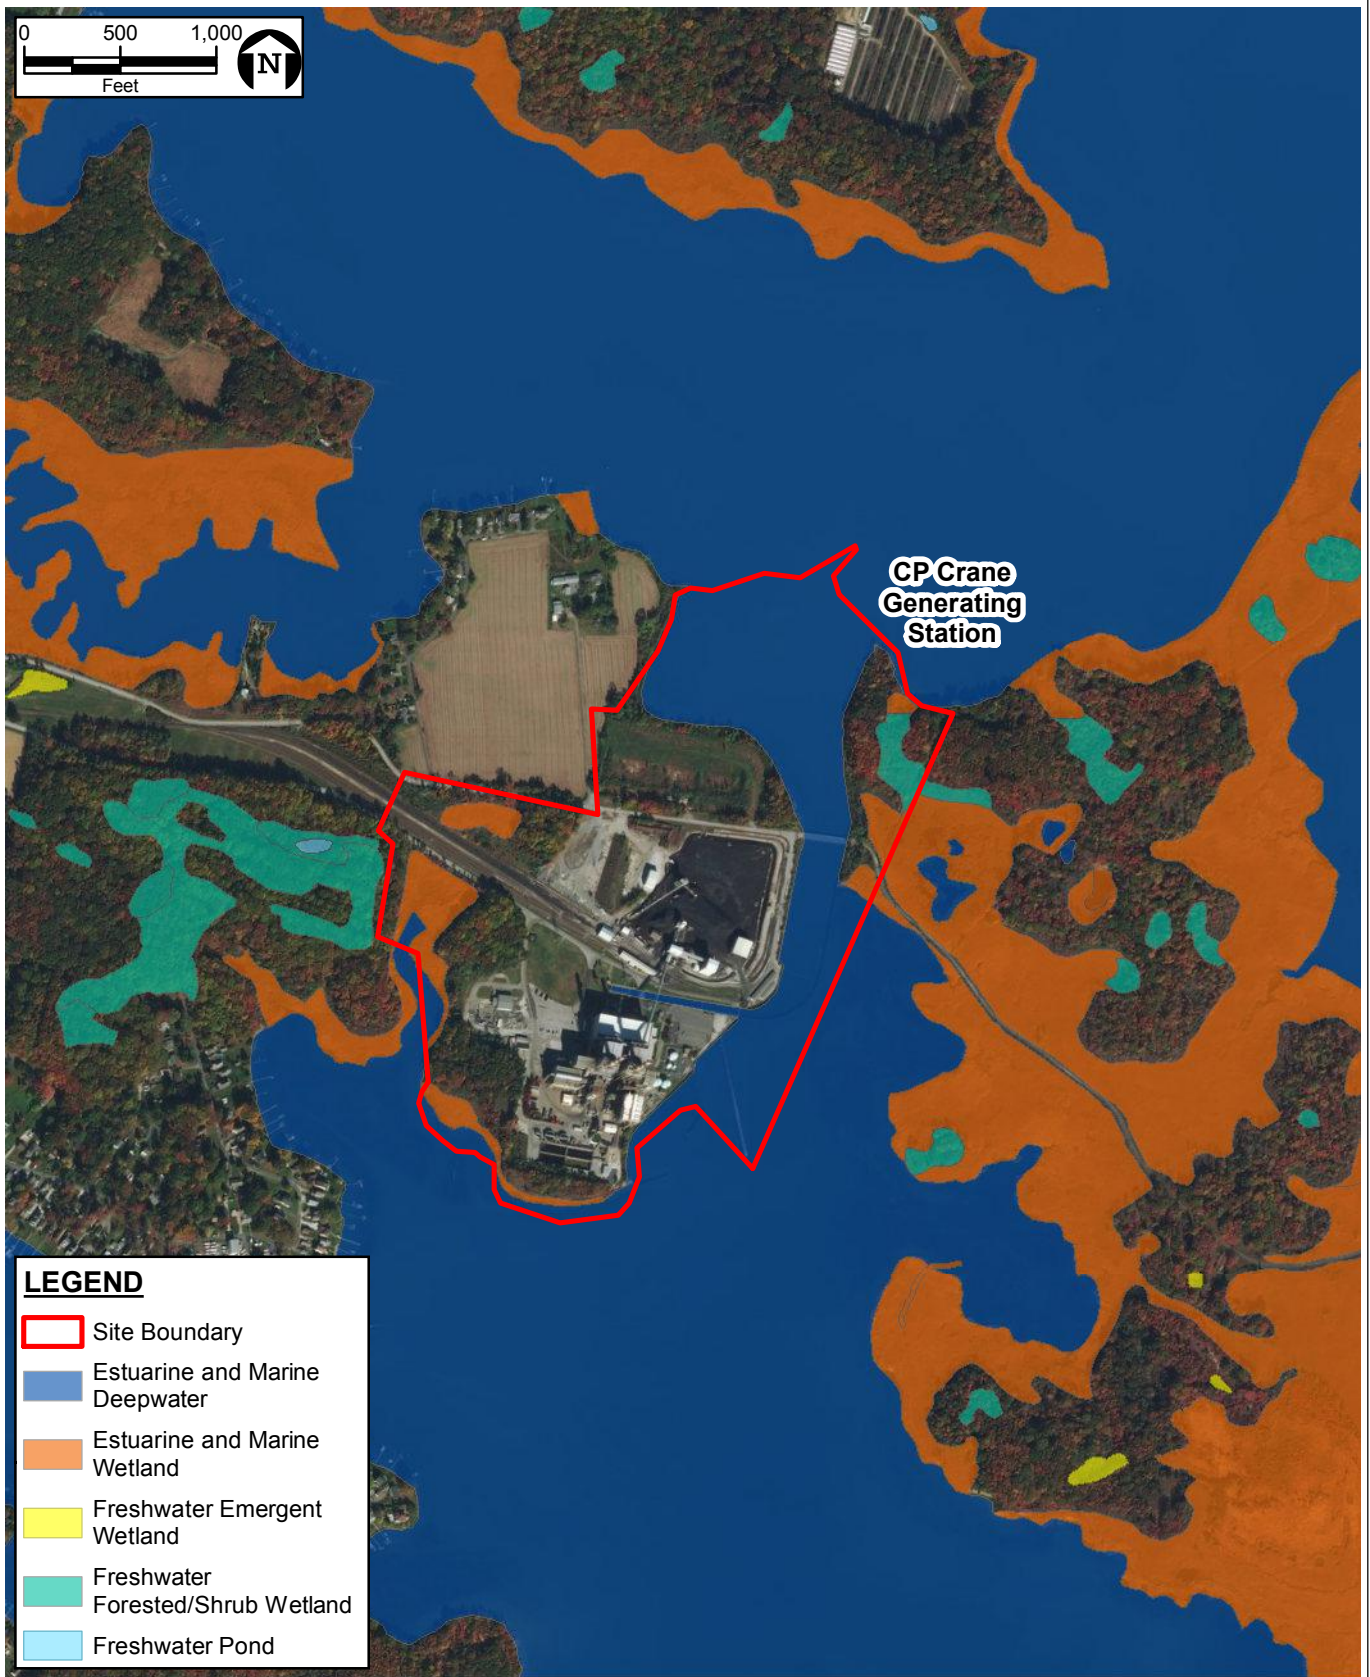 0 500 1,000
Feet
N
CP Crane
Generating
Station
LEGEND
Site Boundary
Estuarine and Marine
Deepwater
Estuarine and Marine
Wetland
Freshwater Emergent
Wetland
Freshwater
Forested/Shrub Wetland
Freshwater Pond